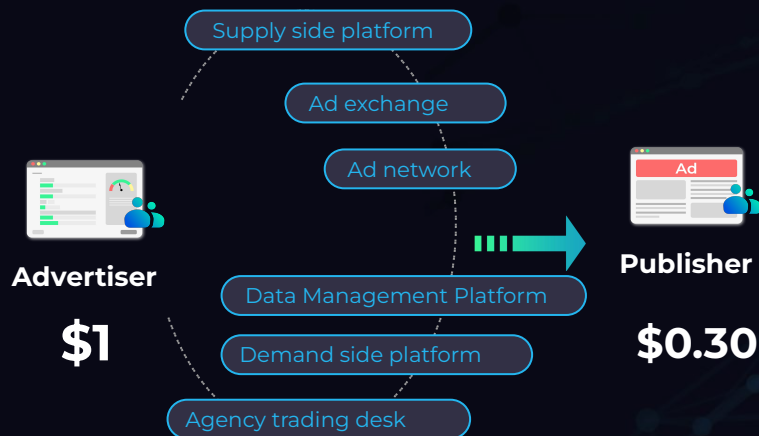 Supply side platform
Ad exchange
Ad network
Ad
Advertiser
Publisher
Data Management Platform
$1
$0.30
Demand side platform
Agency trading desk